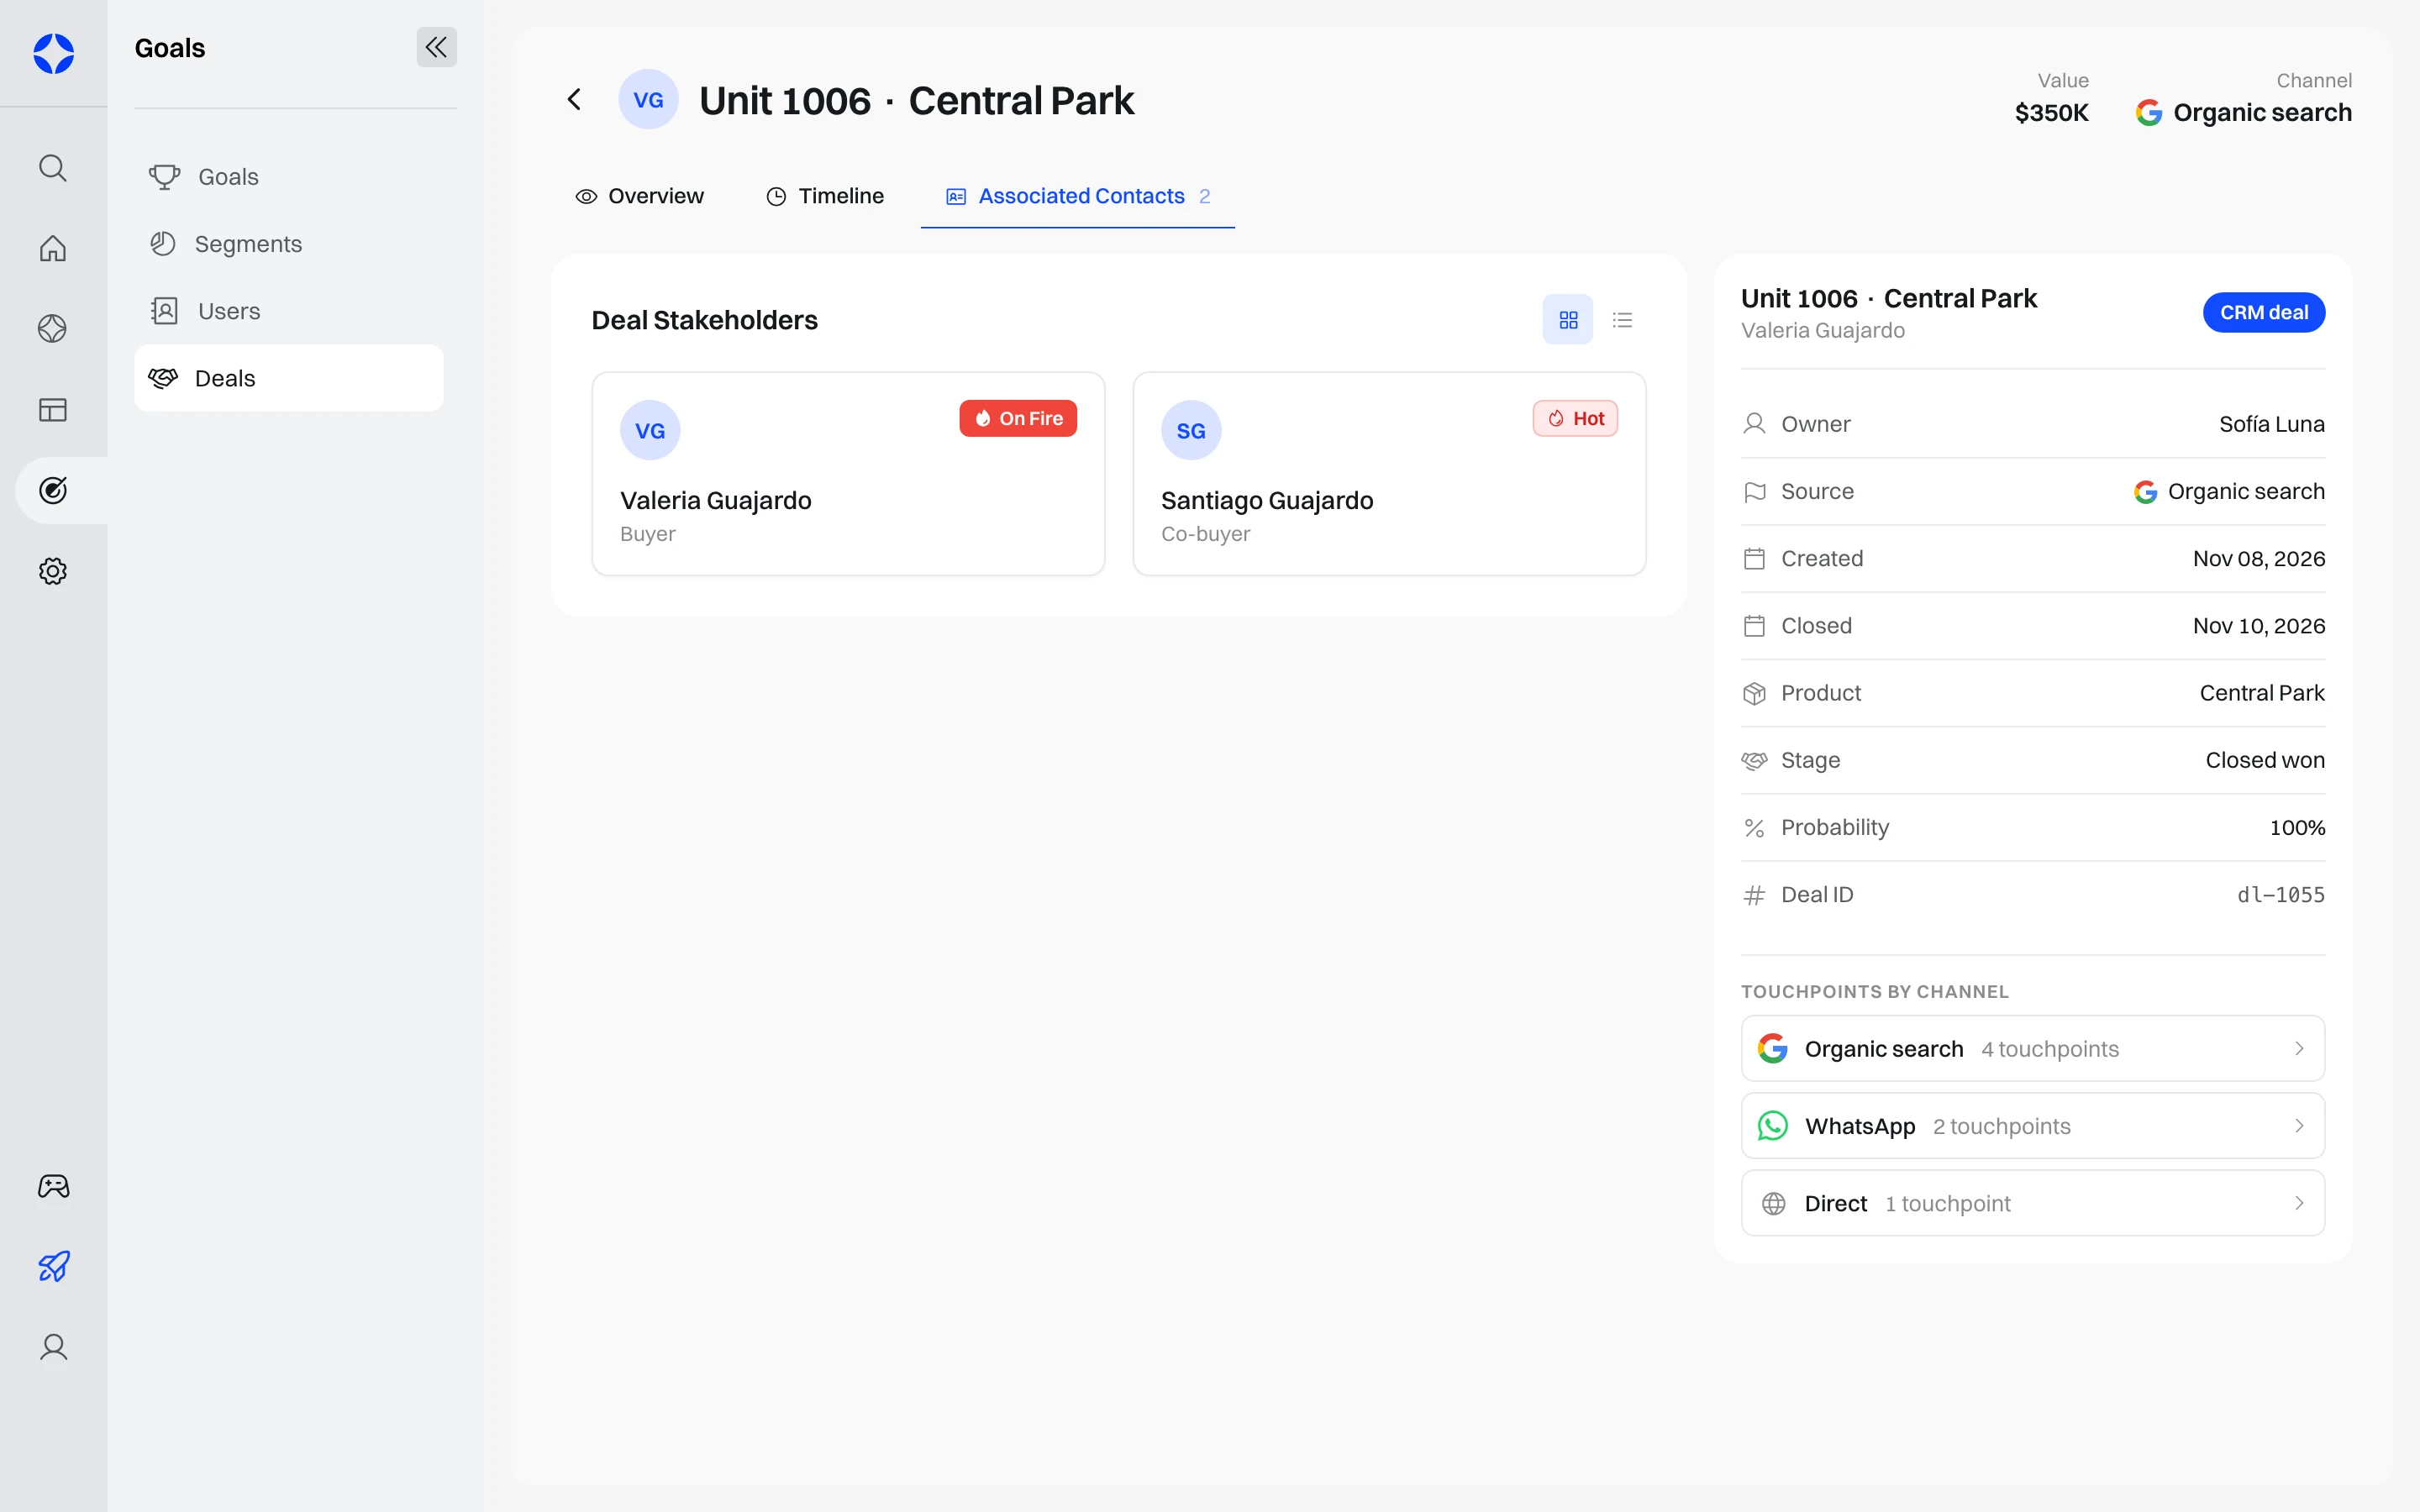 Goals
Goals
Segments
Users
Deals
VG
Unit 1006 · Central Park
Value
$350K
Channel
Organic search
Overview
Timeline
Associated Contacts 2
Deal Stakeholders
VG
On Fire
Valeria Guajardo
Buyer
SG
Hot
Santiago Guajardo
Co-buyer
Unit 1006 · Central Park
Valeria Guajardo
CRM deal
Owner Sofía Luna
Source Organic search
Created Nov 08, 2026
Closed Nov 10, 2026
Product Central Park
Stage Closed won
Probability 100%
Deal ID dl-1055
TOUCHPOINTS BY CHANNEL
Organic search 4 touchpoints
WhatsApp 2 touchpoints
Direct 1 touchpoint